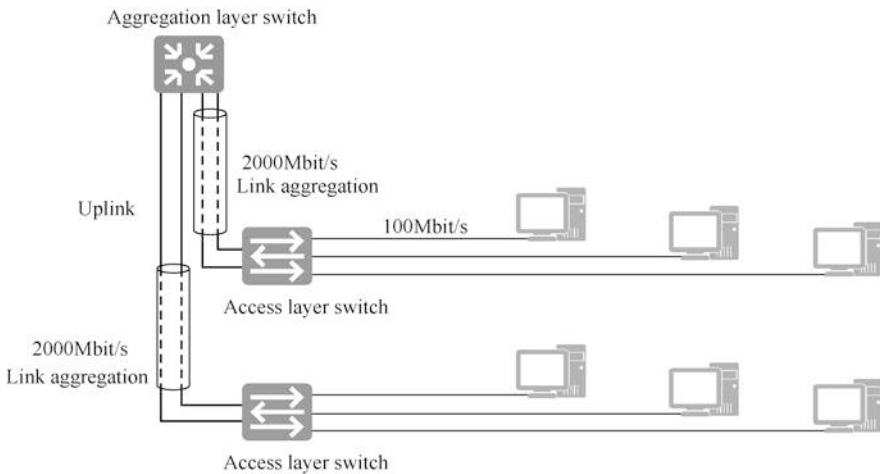 Aggregation layer switch
2000Mbit/s
Link aggregation
Uplink
100Mbit/s
Access layer switch
2000Mbit/s
Link aggregation
Access layer switch